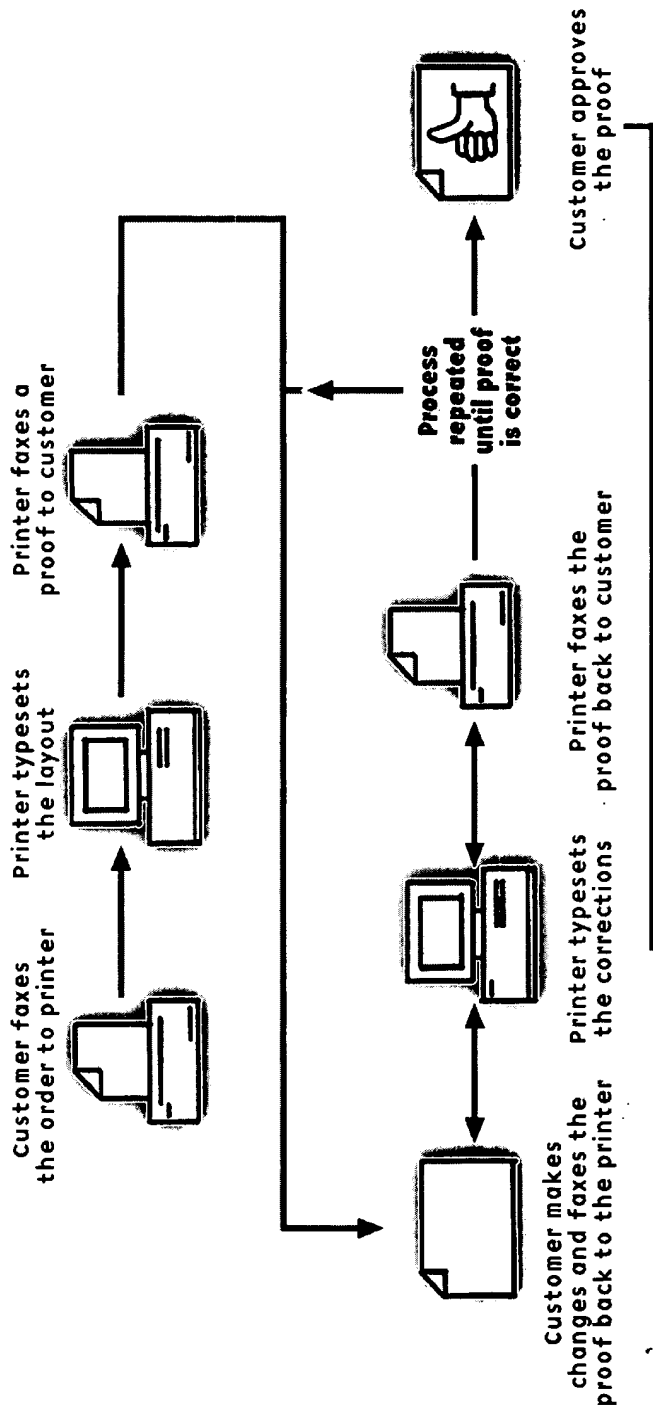 Customer faxes
the order to printer
Printer typesets
the layout
Printer faxes a
proof to customer
Customer makes
changes and faxes the
proof back to the printer
Printer typesets
the corrections
Printer faxes the
proof back to customer
Process
repeated
until proof
is correct
Customer approves
the proof